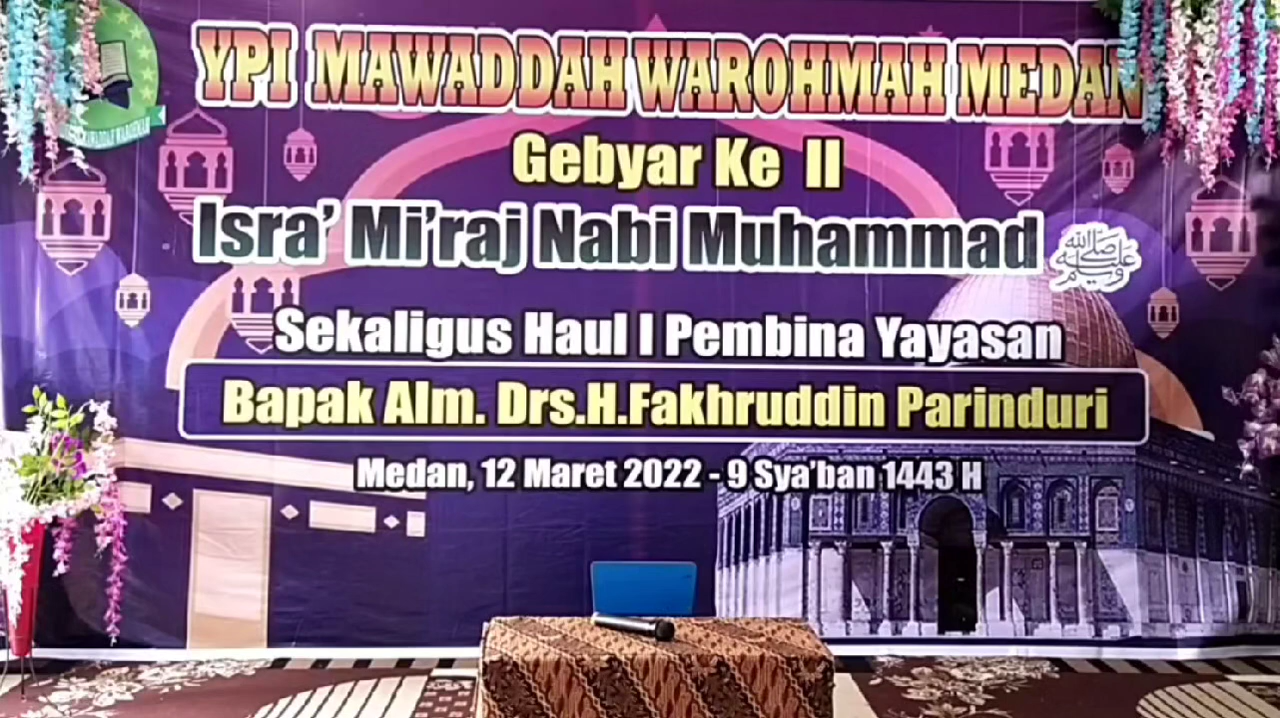 YPI MAWADDAH WAROHMAH MEDAN
Gebyar Ke II
Isra' Mi'raj Nabi Muhammad ﷺ
Sekaligus Haul I Pembina Yayasan
Bapak Alm. Drs.H.Fakhruddin Parinduri
Medan, 12 Maret 2022 - 9 Sya'ban 1443 H